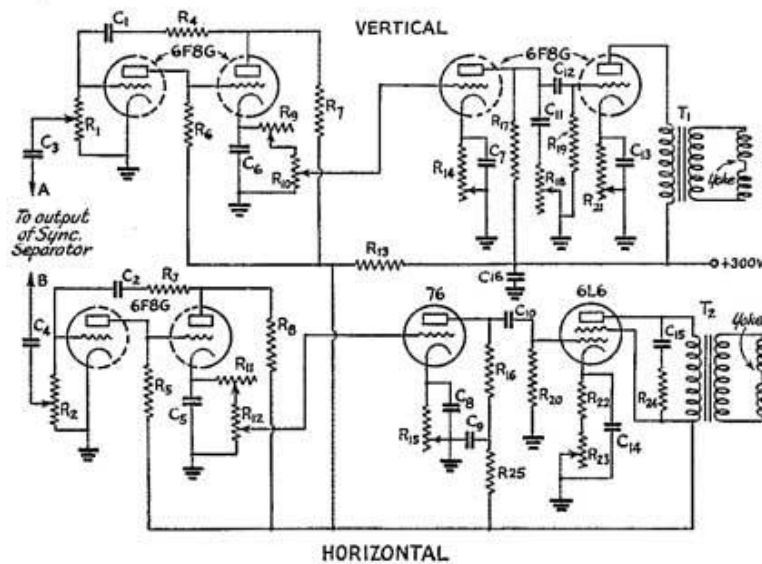 C1 R4
VERTICAL
6F8G
6F8G
C12
R1
R6
R9
R7
C6
R10
C3
A
To output
of Sync.
Separator
B
R17
C11
R14
C7
R18
R19
R21
C13
T1
Yoke
R13
C16
+300V
C2 R3
6F8G
C4
R2
R5
R11
C5
R12
R8
76
C10
6L6
T2
C15
Yoke
R16
R20
R22
R24
C8
C9
R15
R25
R23
C14
HORIZONTAL